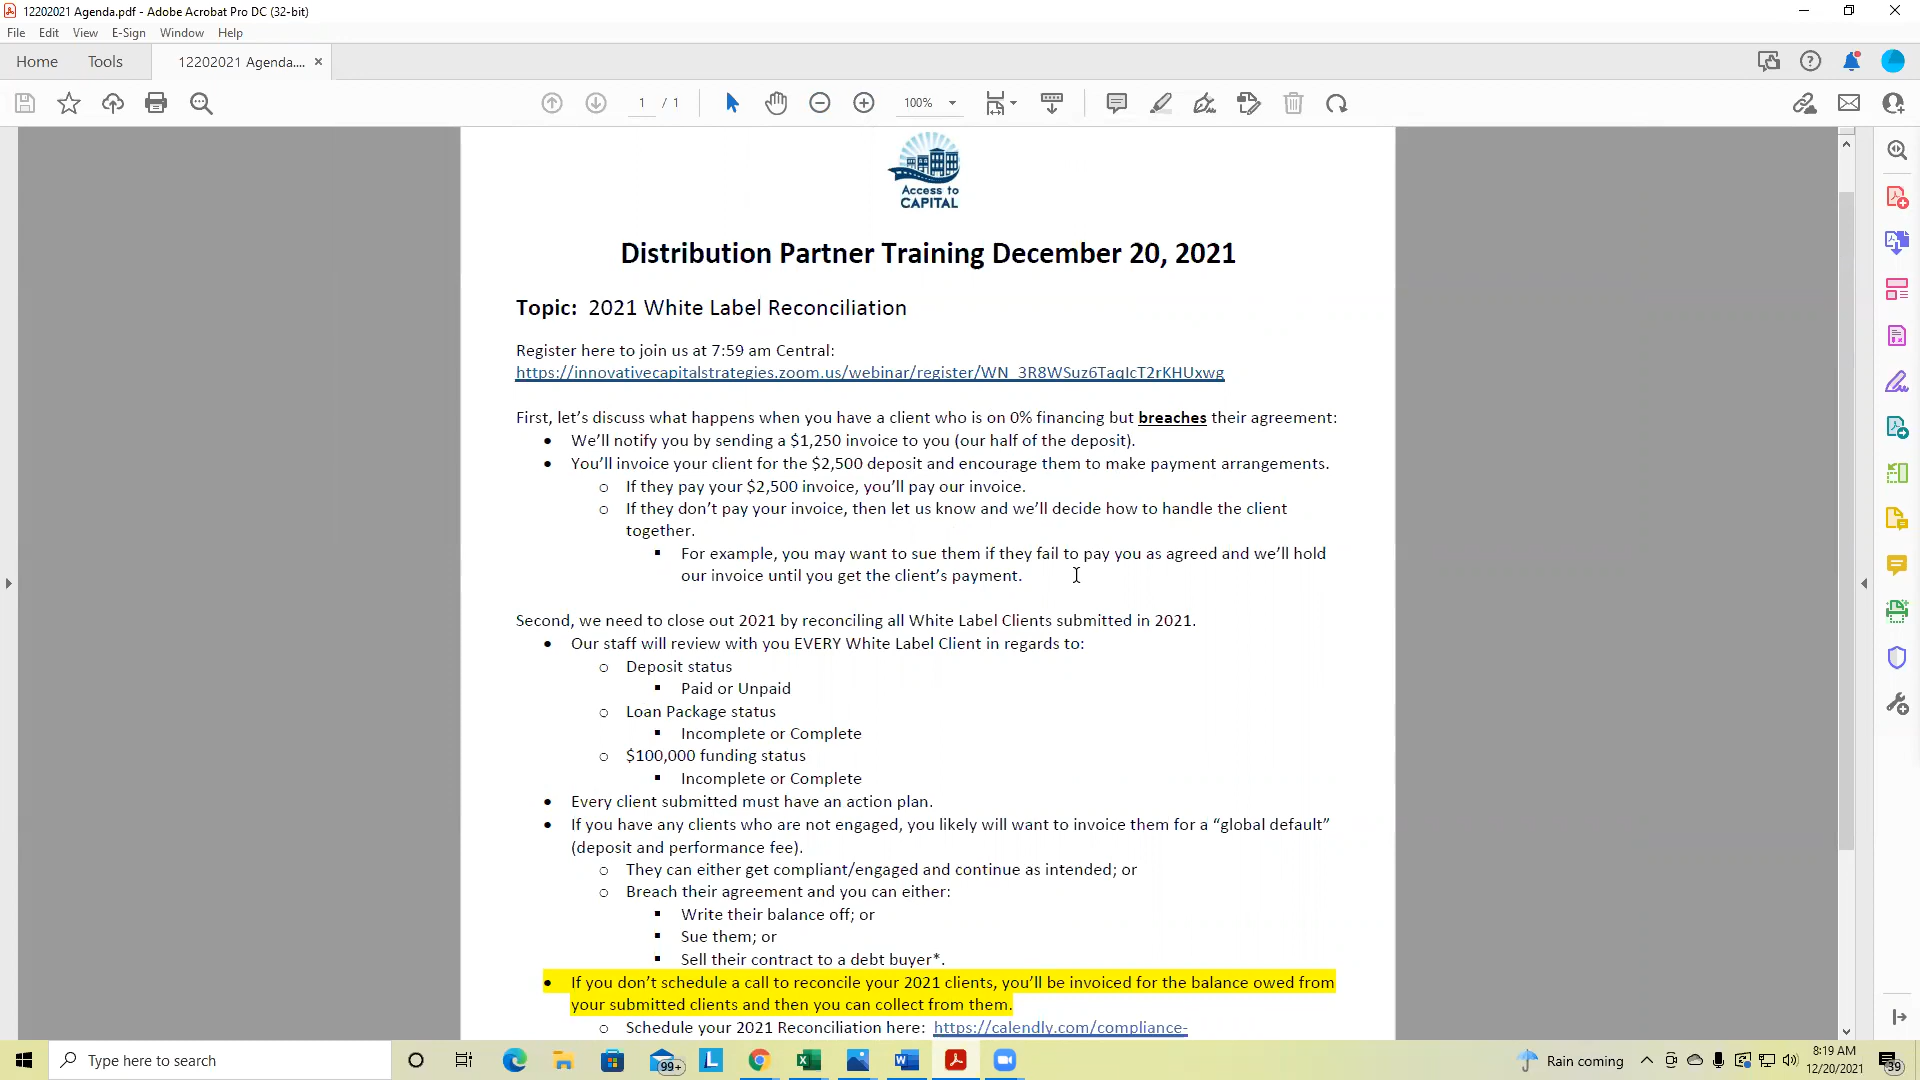 12202021 Agenda.pdf - Adobe Acrobat Pro DC (32-bit)
File Edit View E-Sign Window Help
Home Tools 12202021 Agenda.... ×
1 / 1 100%
Access to
CAPITAL
Distribution Partner Training December 20, 2021
Topic: 2021 White Label Reconciliation
Register here to join us at 7:59 am Central:
https://innovativecapitalstrategies.zoom.us/webinar/register/WN_3R8WSuz6TaqIcT2rKHUxwg
First, let's discuss what happens when you have a client who is on 0% financing but breaches their agreement:
• We'll notify you by sending a $1,250 invoice to you (our half of the deposit).
• You'll invoice your client for the $2,500 deposit and encourage them to make payment arrangements.
o If they pay your $2,500 invoice, you'll pay our invoice.
o If they don't pay your invoice, then let us know and we'll decide how to handle the client
together.
▪ For example, you may want to sue them if they fail to pay you as agreed and we'll hold
our invoice until you get the client's payment.
Second, we need to close out 2021 by reconciling all White Label Clients submitted in 2021.
• Our staff will review with you EVERY White Label Client in regards to:
o Deposit status
▪ Paid or Unpaid
o Loan Package status
▪ Incomplete or Complete
o $100,000 funding status
▪ Incomplete or Complete
• Every client submitted must have an action plan.
• If you have any clients who are not engaged, you likely will want to invoice them for a "global default"
(deposit and performance fee).
o They can either get compliant/engaged and continue as intended; or
o Breach their agreement and you can either:
▪ Write their balance off; or
▪ Sue them; or
▪ Sell their contract to a debt buyer*.
• If you don't schedule a call to reconcile your 2021 clients, you'll be invoiced for the balance owed from
your submitted clients and then you can collect from them.
o Schedule your 2021 Reconciliation here: https://calendly.com/compliance-
Type here to search
99+
L
Rain coming
8:19 AM
12/20/2021
39